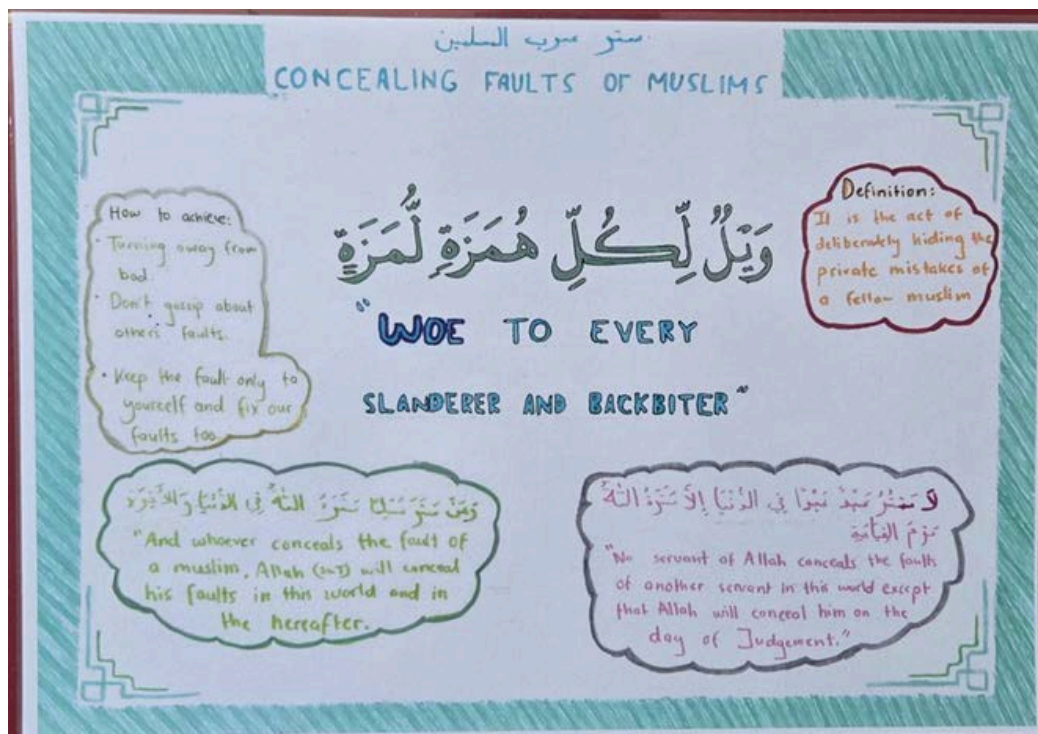 ستر عيوب المسلمين
CONCEALING FAULTS OF MUSLIMS
How to achieve:
• Turning away from
bad.
• Don't gossip about
others faults.
• Keep the fault only to
yourself and fix our
faults too
وَيْلٌ لِّكُلِّ هُمَزَةٍ لُّمَزَةٍ
"WOE TO EVERY
SLANDERER AND BACKBITER"
Definition:
It is the act of
deliberately hiding the
private mistakes of
a fellow muslim
وَمَنْ سَتَرَ مُسْلِمًا سَتَرَهُ اللَّهُ فِي الدُّنْيَا وَالْآخِرَة
"And whoever conceals the fault of
a muslim, Allah (swt) will conceal
his faults in this world and in
the hereafter.
لاَ يَسْتُرُ عَبْدٌ عَبْدًا فِي الدُّنْيَا إِلاَّ سَتَرَهُ اللَّهُ
يَوْمَ القِيَامَةِ
"No servant of Allah conceals the faults
of another servant in this world except
that Allah will conceal him on the
day of Judgement."